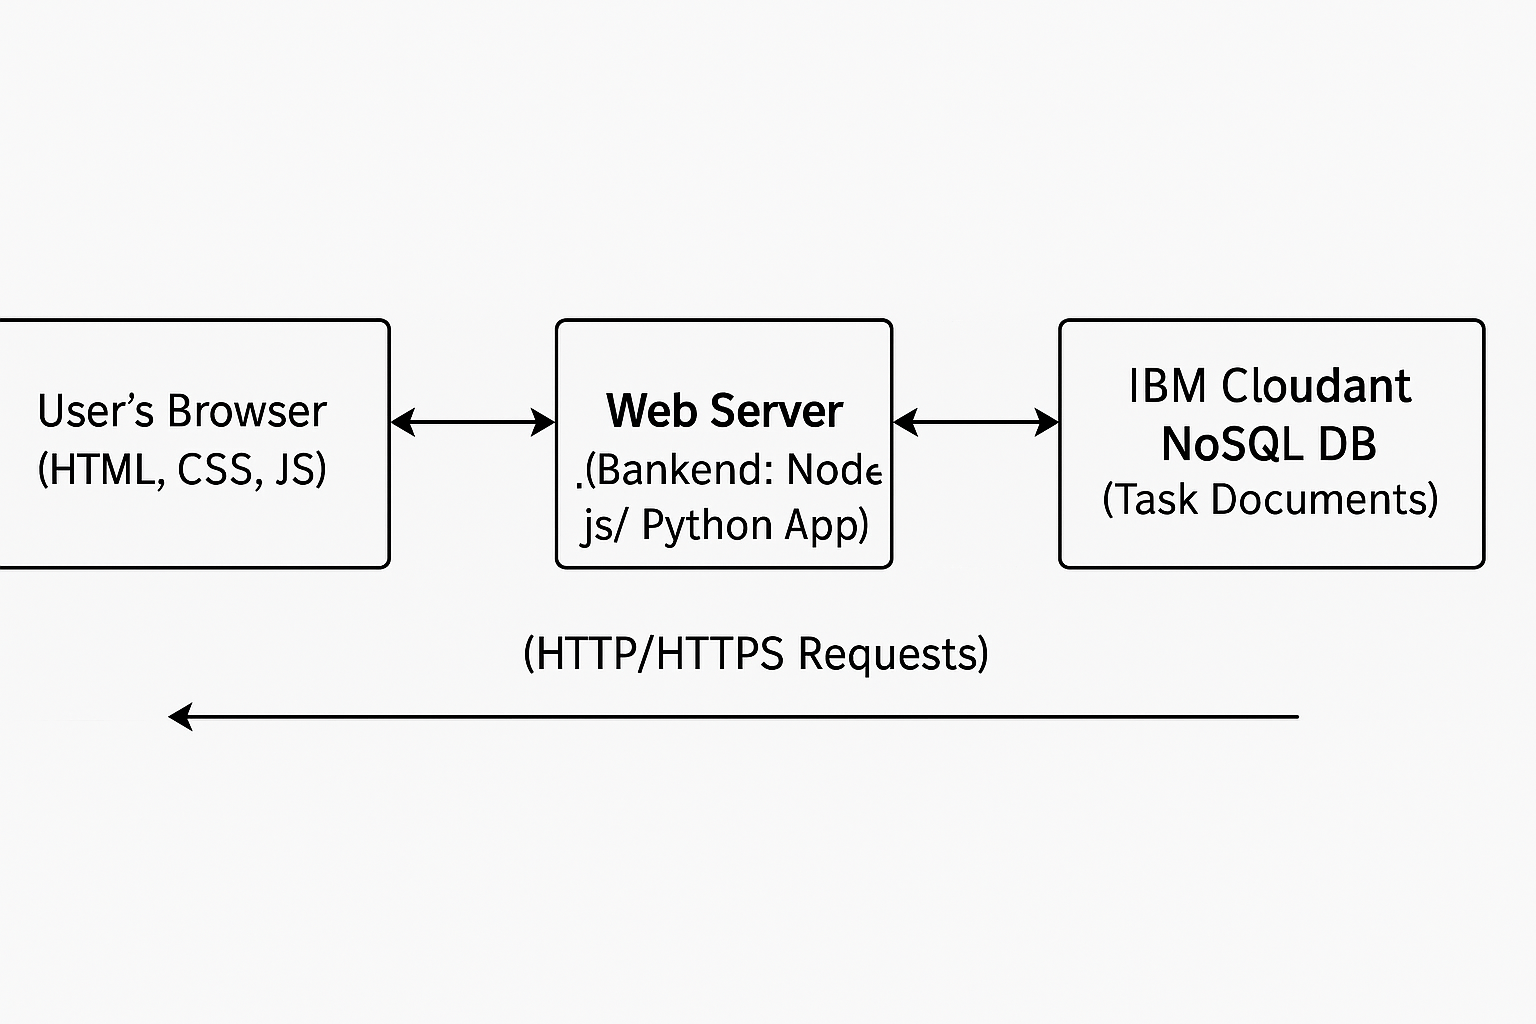 User’s Browser
(HTML, CSS, JS)
Web Server
.(Bankend: Node
js/ Python App)
IBM Cloudant
NoSQL DB
(Task Documents)
(HTTP/HTTPS Requests)